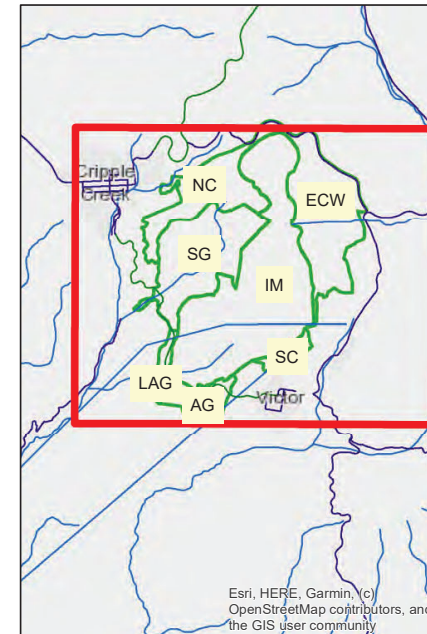 Cripple
Creek
NC
ECW
SG
IM
SC
LAG
AG
Victor
Esri, HERE, Garmin, (c)
OpenStreetMap contributors, and
the GIS user community